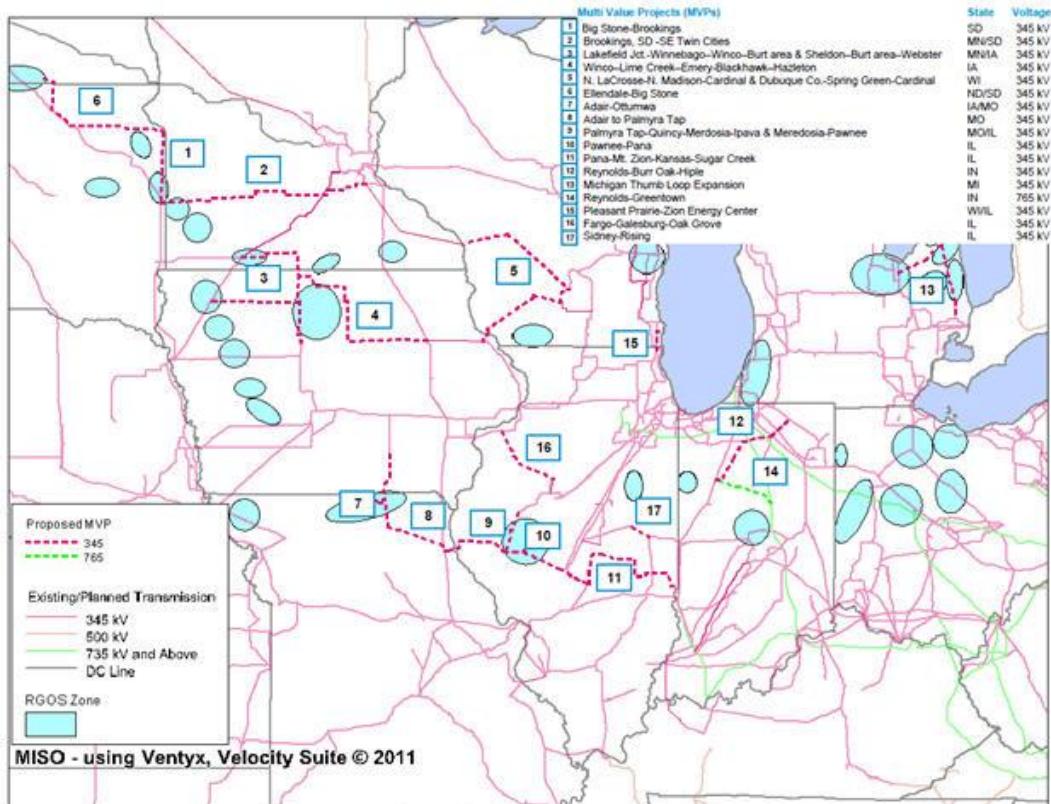 Multi Value Projects (MVPs) State Voltage
1 Big Stone-Brookings SD 345 kV
2 Brookings, SD -SE Twin Cities MN/SD 345 kV
3 Lakefield Jct.-Winnebago-Winco-Burt area & Sheldon-Burt area-Webster MN/IA 345 kV
4 Winco-Lime Creek-Emery-Blackhawk-Hazleton IA 345 kV
5 N. LaCrosse-N. Madison-Cardinal & Dubuque Co.-Spring Green-Cardinal WI 345 kV
6 Ellendale-Big Stone ND/SD 345 kV
7 Adair-Ottumwa IA/MO 345 kV
8 Adair to Palmyra Tap MO 345 kV
9 Palmyra Tap-Quincy-Merdosia-Ipava & Meredosia-Pawnee MO/IL 345 kV
10 Pawnee-Pana IL 345 kV
11 Pana-Mt. Zion-Kansas-Sugar Creek IL 345 kV
12 Reynolds-Burr Oak-Hiple IN 345 kV
13 Michigan Thumb Loop Expansion MI 345 kV
14 Reynolds-Greentown IN 765 kV
15 Pleasant Prairie-Zion Energy Center WI/IL 345 kV
16 Fargo-Galesburg-Oak Grove IL 345 kV
17 Sidney-Rising IL 345 kV
6
1
2
3
4
5
13
15
12
16
14
7
8
9
10
17
11
Proposed MVP
345
765
Existing/Planned Transmission
345 kV
500 kV
735 kV and Above
DC Line
RGOS Zone
MISO - using Ventyx, Velocity Suite © 2011